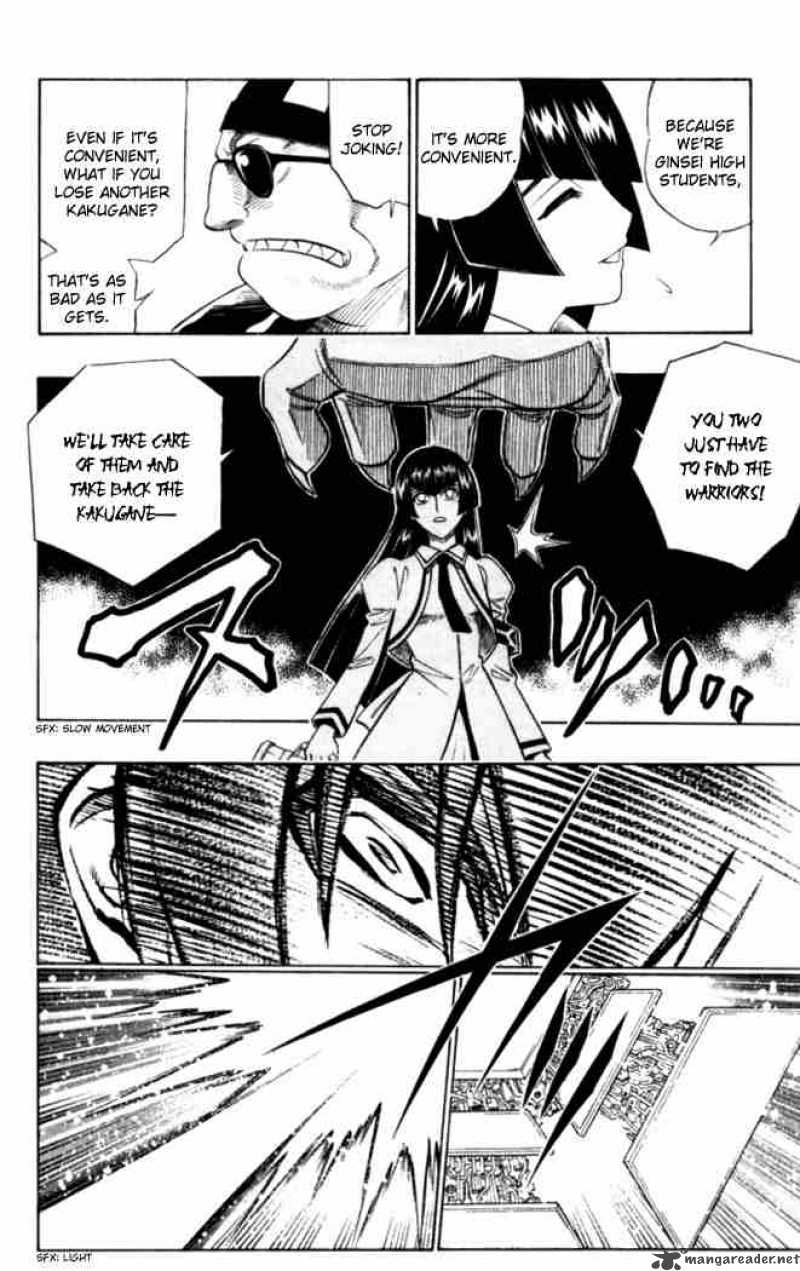 BECAUSE
WE'RE
GINSEI HIGH
STUDENTS,
IT'S MORE
CONVENIENT.
STOP
JOKING!
EVEN IF IT'S
CONVENIENT,
WHAT IF YOU
LOSE ANOTHER
KAKUGANE?
THAT'S AS
BAD AS IT
GETS.
YOU TWO
JUST HAVE
TO FIND THE
WARRIORS!
WE'LL TAKE CARE
OF THEM AND
TAKE BACK THE
KAKUGANE—
ヌッ...
SFX: SLOW MOVEMENT
SFX: LIGHT
mangareader.net